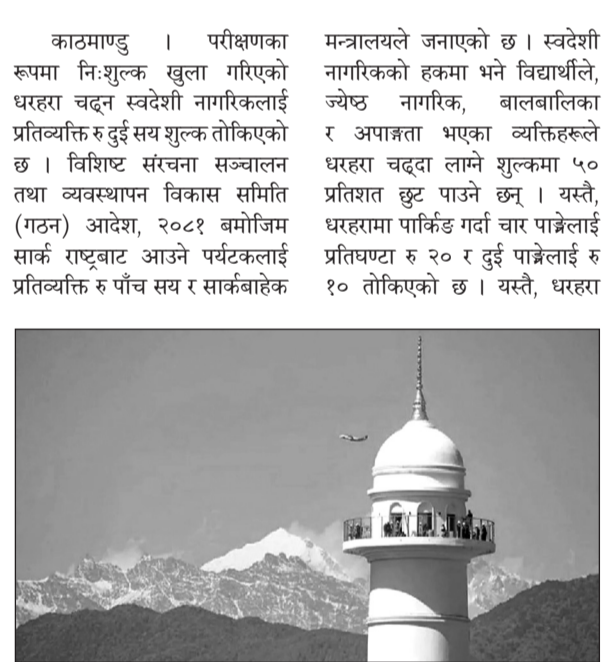 काठमाण्डु । परीक्षणका
रूपमा निःशुल्क खुला गरिएको
धरहरा चढ्न स्वदेशी नागरिकलाई
प्रतिव्यक्ति रु दुई सय शुल्क तोकिएको
छ । विशिष्ट संरचना सञ्चालन
तथा व्यवस्थापन विकास समिति
(गठन) आदेश, २०८१ बमोजिम
सार्क राष्ट्रबाट आउने पर्यटकलाई
प्रतिव्यक्ति रु पाँच सय र सार्कबाहेक
मन्त्रालयले जनाएको छ । स्वदेशी
नागरिकको हकमा भने विद्यार्थीले,
ज्येष्ठ नागरिक, बालबालिका
र अपाङ्गता भएका व्यक्तिहरूले
धरहरा चढ्दा लाग्ने शुल्कमा ५०
प्रतिशत छुट पाउने छन् । यस्तै,
धरहरामा पार्किङ गर्दा चार पाङ्ग्रेलाई
प्रतिघण्टा रु २० र दुई पाङ्ग्रेलाई रु
१० तोकिएको छ । यस्तै, धरहरा